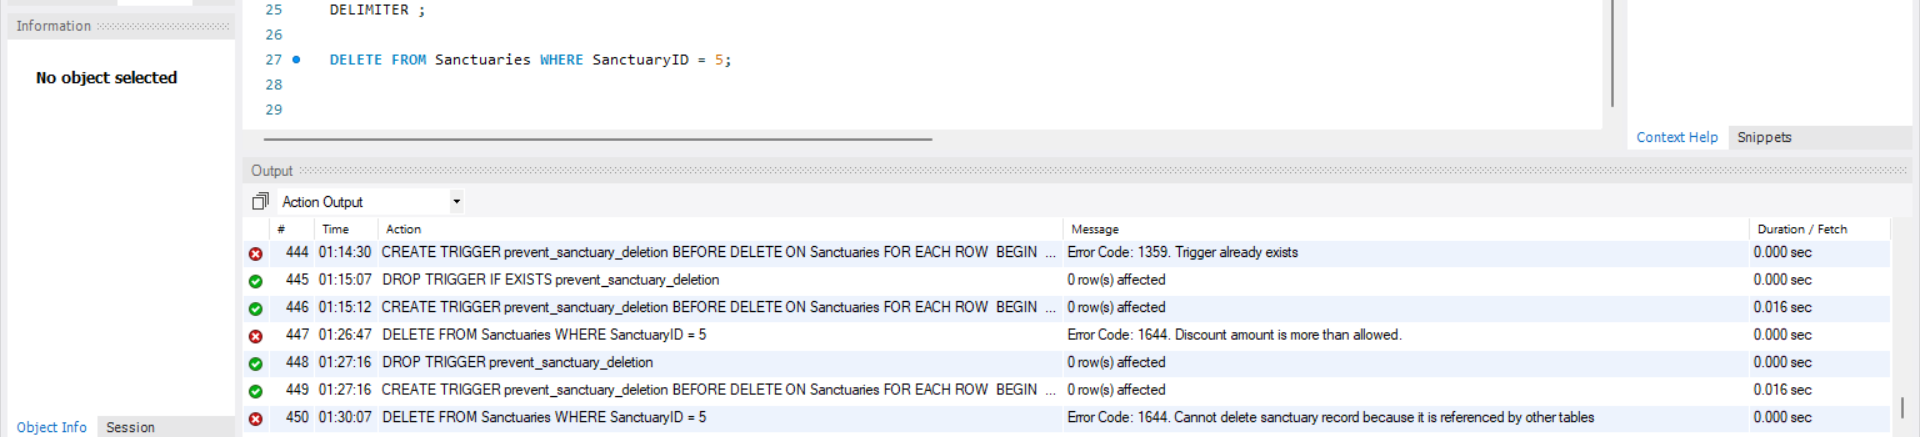 Information
No object selected
Object Info Session
25 DELIMITER ;
26
27 DELETE FROM Sanctuaries WHERE SanctuaryID = 5;
28
29
Context Help Snippets
Output
Action Output
# Time Action Message Duration / Fetch
444 01:14:30 CREATE TRIGGER prevent_sanctuary_deletion BEFORE DELETE ON Sanctuaries FOR EACH ROW BEGIN ... Error Code: 1359. Trigger already exists 0.000 sec
445 01:15:07 DROP TRIGGER IF EXISTS prevent_sanctuary_deletion 0 row(s) affected 0.000 sec
446 01:15:12 CREATE TRIGGER prevent_sanctuary_deletion BEFORE DELETE ON Sanctuaries FOR EACH ROW BEGIN ... 0 row(s) affected 0.016 sec
447 01:26:47 DELETE FROM Sanctuaries WHERE SanctuaryID = 5 Error Code: 1644. Discount amount is more than allowed. 0.000 sec
448 01:27:16 DROP TRIGGER prevent_sanctuary_deletion 0 row(s) affected 0.000 sec
449 01:27:16 CREATE TRIGGER prevent_sanctuary_deletion BEFORE DELETE ON Sanctuaries FOR EACH ROW BEGIN ... 0 row(s) affected 0.016 sec
450 01:30:07 DELETE FROM Sanctuaries WHERE SanctuaryID = 5 Error Code: 1644. Cannot delete sanctuary record because it is referenced by other tables 0.000 sec